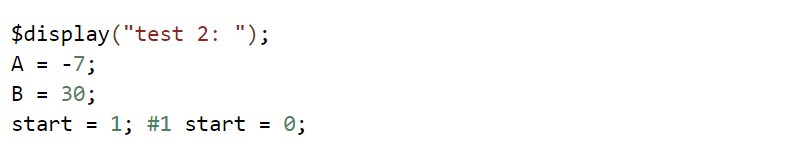 $display("test 2: ");
A = -7;
B = 30;
start = 1; #1 start = 0;